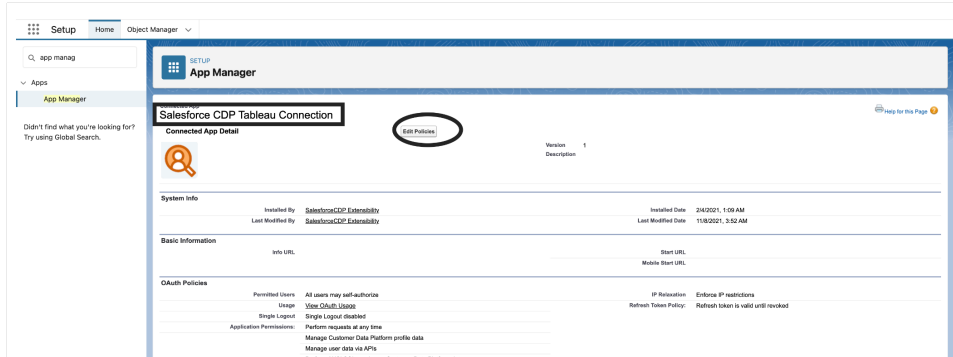 Setup
Home
Object Manager
app manag
Apps
App Manager
Didn't find what you're looking for?
Try using Global Search.
SETUP
App Manager
Connected App
Salesforce CDP Tableau Connection
Help for this Page
Connected App Detail
Edit Policies
Version 1
Description
System Info
Installed By SalesforceCDP Extensibility Installed Date 2/4/2021, 1:09 AM
Last Modified By SalesforceCDP Extensibility Last Modified Date 11/8/2021, 3:52 AM
Basic Information
Info URL Start URL
Mobile Start URL
OAuth Policies
Permitted Users All users may self-authorize IP Relaxation Enforce IP restrictions
Usage View OAuth Usage Refresh Token Policy: Refresh token is valid until revoked
Single Logout Single Logout disabled
Application Permissions: Perform requests at any time
Manage Customer Data Platform profile data
Manage user data via APIs